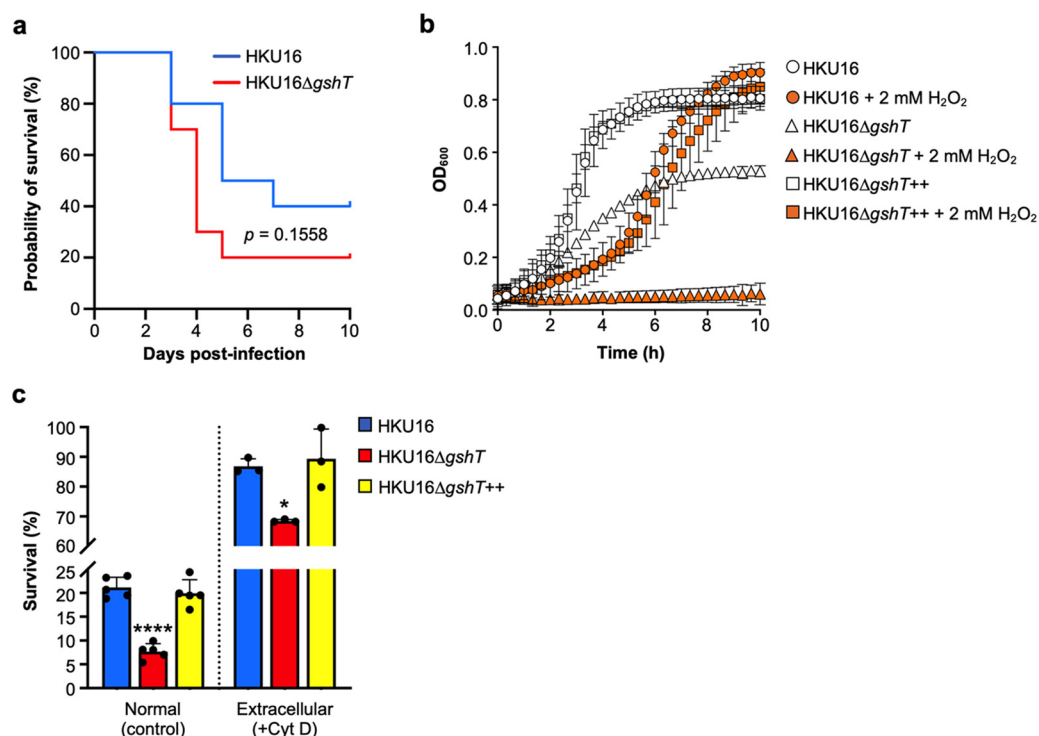 a
HKU16
HKU16ΔgshT
100
80
60
40
20
0
p = 0.1558
0 2 4 6 8 10
Probability of survival (%)
Days post-infection
b
1.0
0.8
0.6
0.4
0.2
0.0
0 2 4 6 8 10
OD600
Time (h)
HKU16
HKU16 + 2 mM H2O2
HKU16ΔgshT
HKU16ΔgshT + 2 mM H2O2
HKU16ΔgshT++
HKU16ΔgshT++ + 2 mM H2O2
c
100
90
80
70
60
25
20
15
10
5
0
Survival (%)
****
*
Normal
(control)
Extracellular
(+Cyt D)
HKU16
HKU16ΔgshT
HKU16ΔgshT++